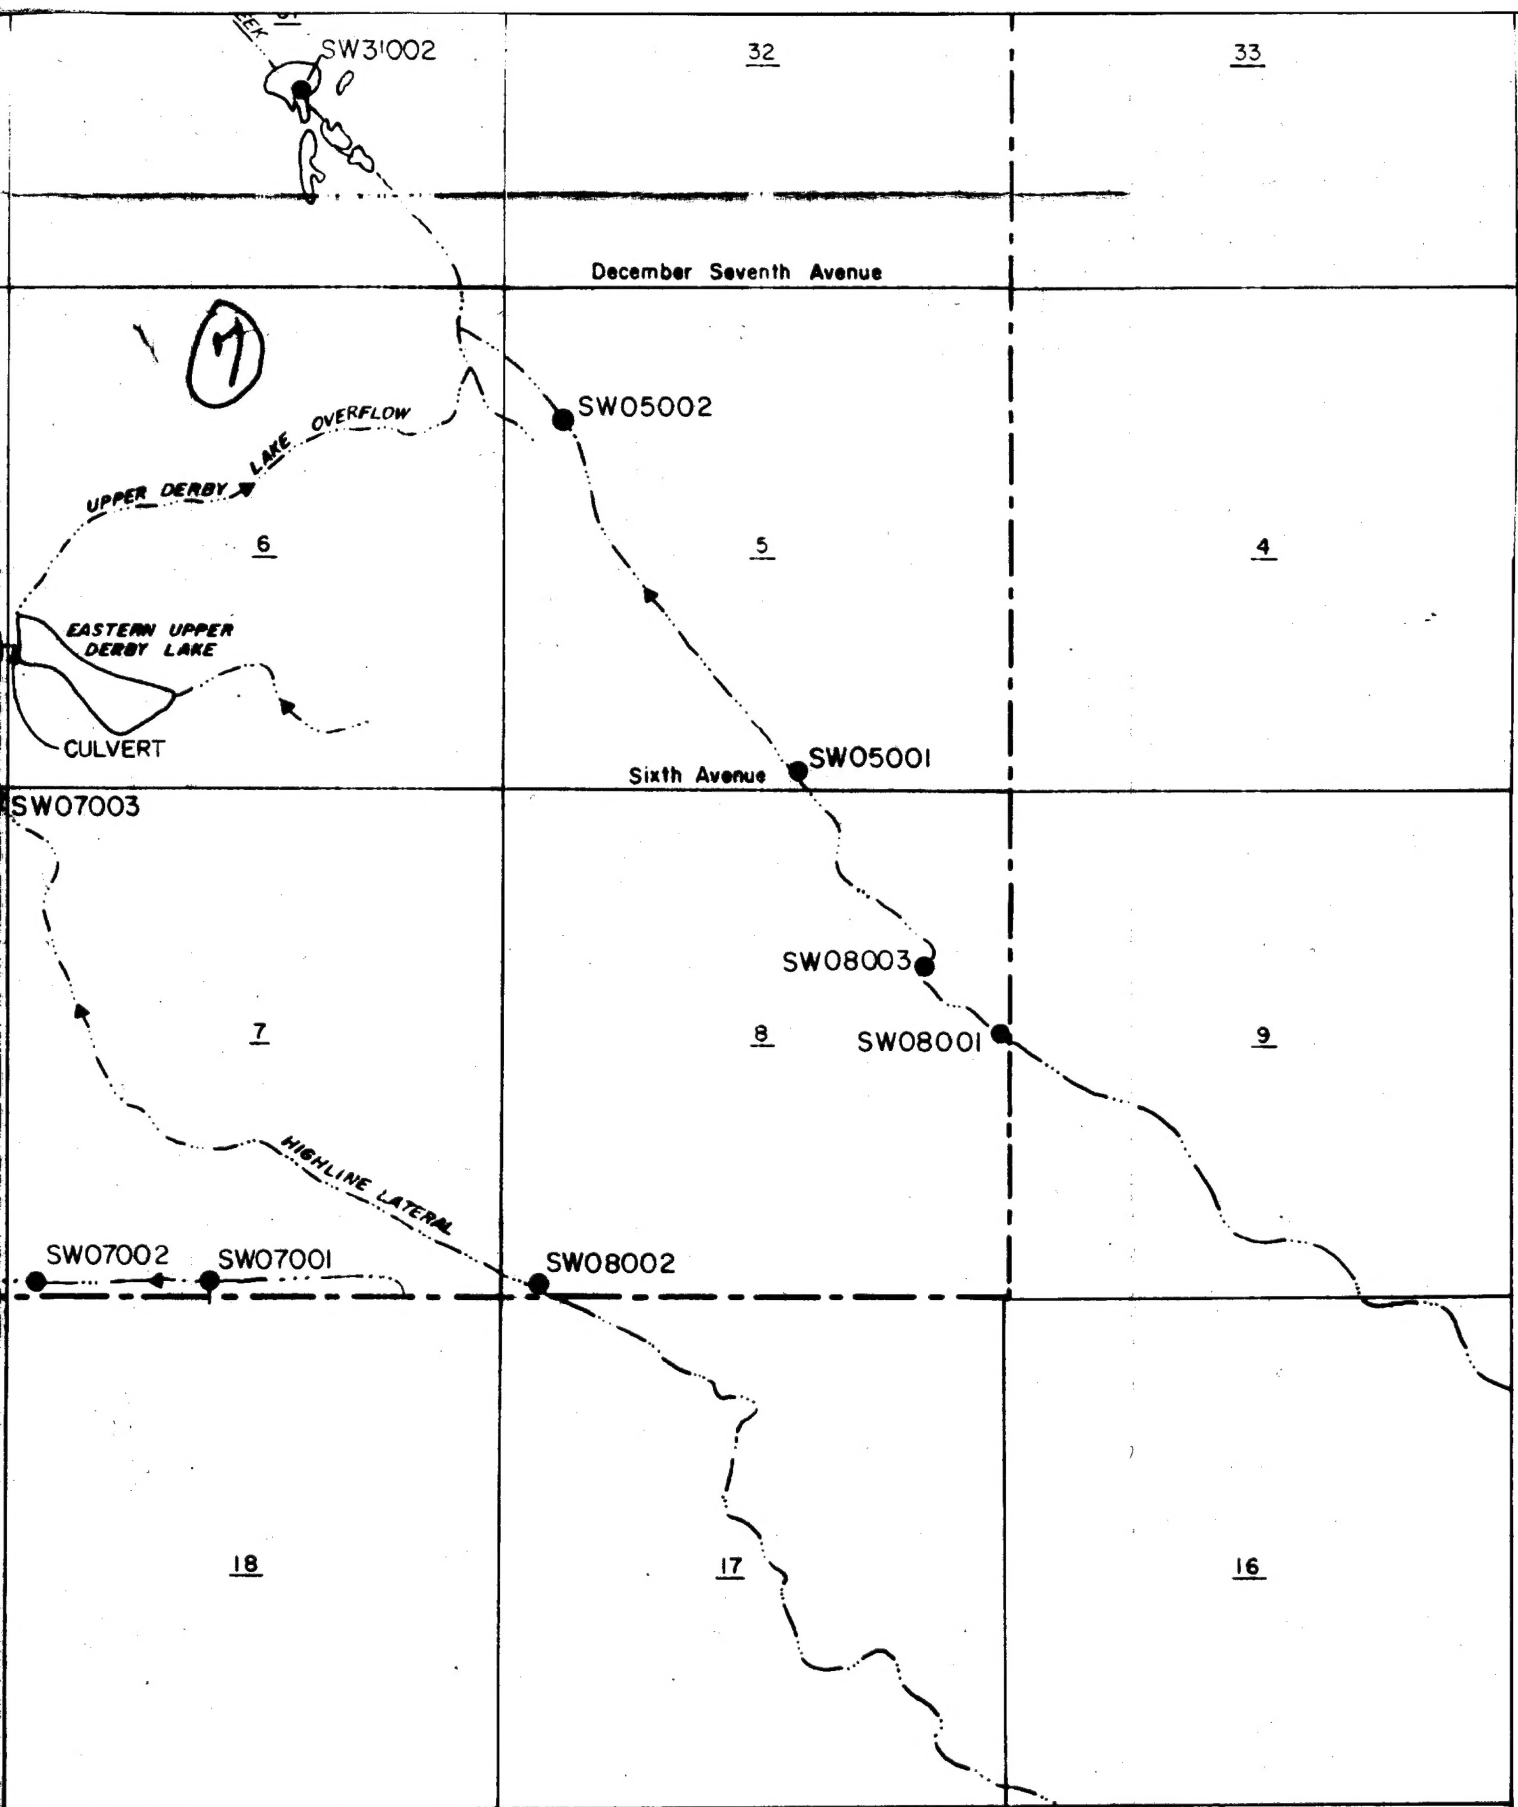 SW31002
32
33
December Seventh Avenue
7
SW05002
LAKE OVERFLOW
UPPER DERBY
6
5
4
EASTERN UPPER
DERBY LAKE
CULVERT
SW05001
Sixth Avenue
SW07003
SW08003
7
8
9
SW08001
HIGHLINE LATERAL
SW07002
SW07001
SW08002
18
17
16